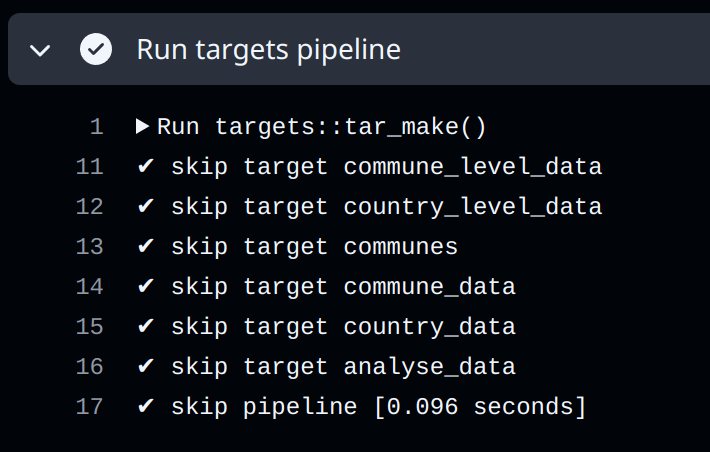 Run targets pipeline
1 ▶ Run targets::tar_make()
11 ✔ skip target commune_level_data
12 ✔ skip target country_level_data
13 ✔ skip target communes
14 ✔ skip target commune_data
15 ✔ skip target country_data
16 ✔ skip target analyse_data
17 ✔ skip pipeline [0.096 seconds]